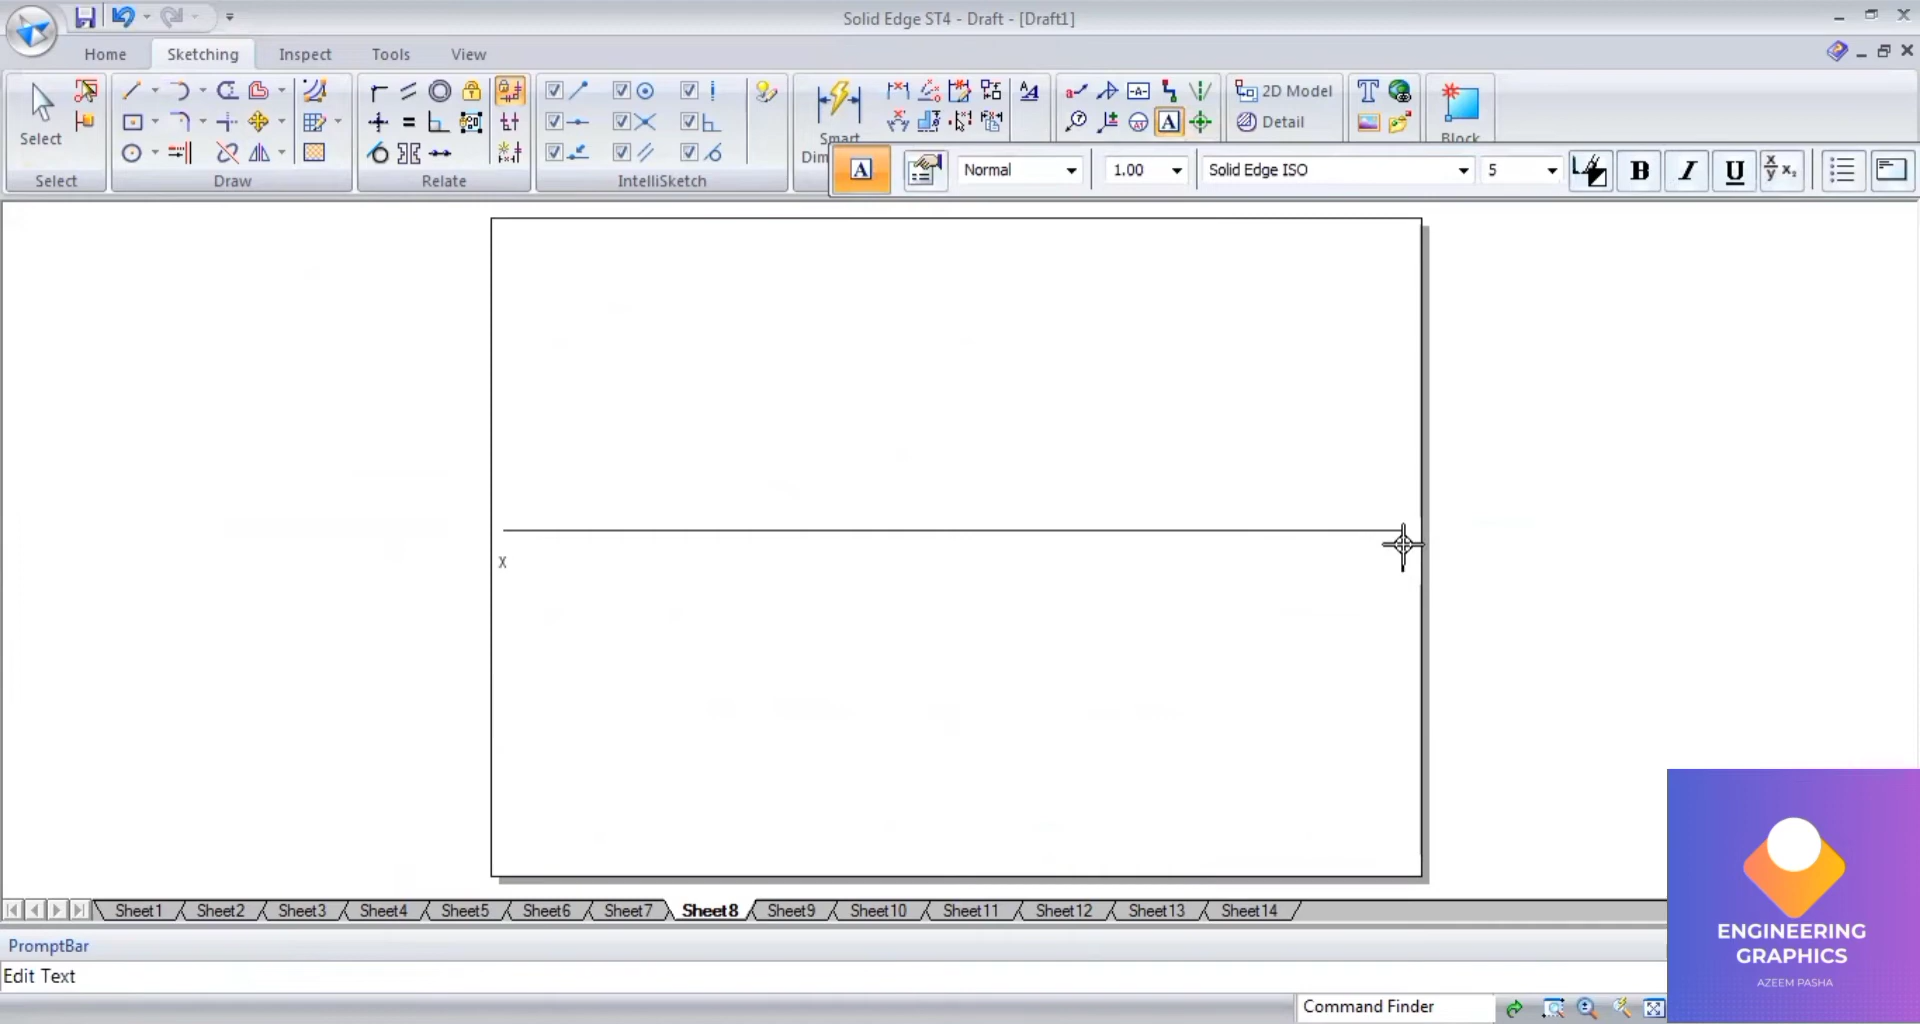 Solid Edge ST4 - Draft - [Draft1]
Home
Sketching
Inspect
Tools
View
Select
Select
Draw
Relate
IntelliSketch
Smart
Dim
2D Model
Detail
Block
Normal
1.00
Solid Edge ISO
5
B
I
U
X
Sheet1
Sheet2
Sheet3
Sheet4
Sheet5
Sheet6
Sheet7
Sheet8
Sheet9
Sheet10
Sheet11
Sheet12
Sheet13
Sheet14
PromptBar
Edit Text
Command Finder
ENGINEERING
GRAPHICS
AZEEM PASHA